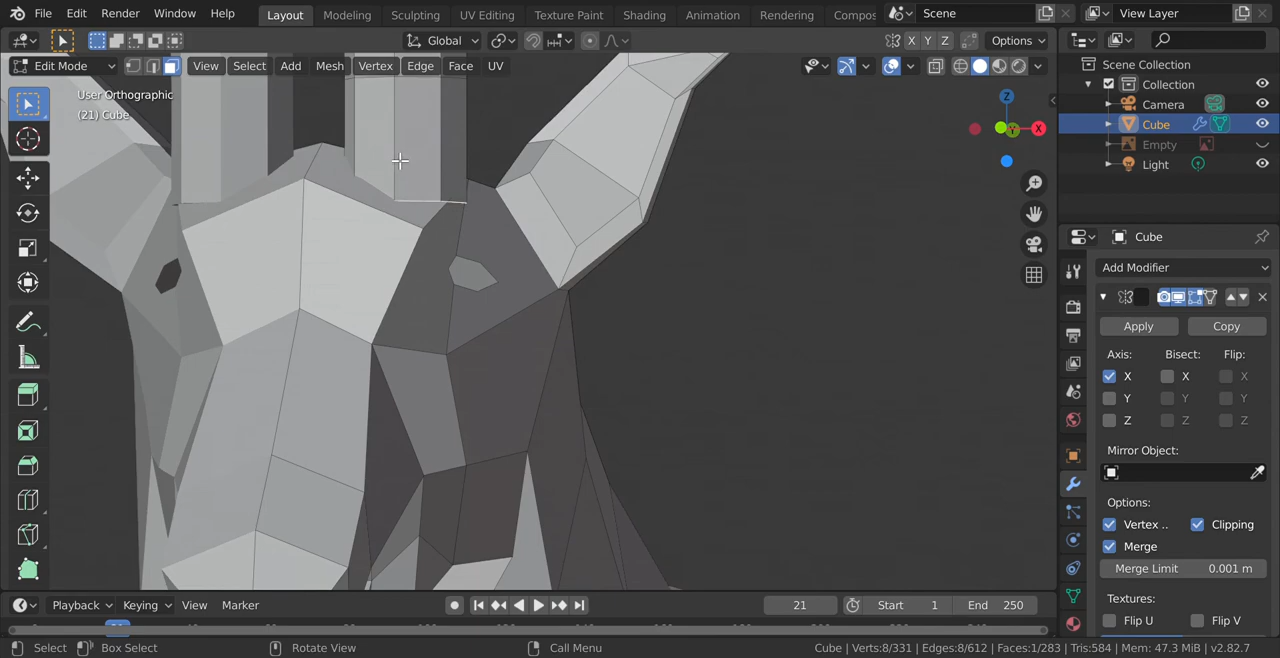 File Edit Render Window Help Layout Modeling Sculpting UV Editing Texture Paint Shading Animation Rendering Compos Scene View Layer
Global X Y Z Options
Edit Mode View Select Add Mesh Vertex Edge Face UV
User Orthographic
(21) Cube
Z
X
Y
Scene Collection
Collection
Camera
Cube
Empty
Light
Cube
Add Modifier
Apply Copy
Axis: Bisect: Flip:
X X X
Y Y Y
Z Z Z
Mirror Object:
Options:
Vertex .. Clipping
Merge
Merge Limit 0.001 m
Textures:
Flip U Flip V
Playback Keying View Marker 21 Start 1 End 250
Select Box Select Rotate View Call Menu Cube | Verts:8/331 | Edges:8/612 | Faces:1/283 | Tris:584 | Mem: 47.3 MiB | v2.82.7